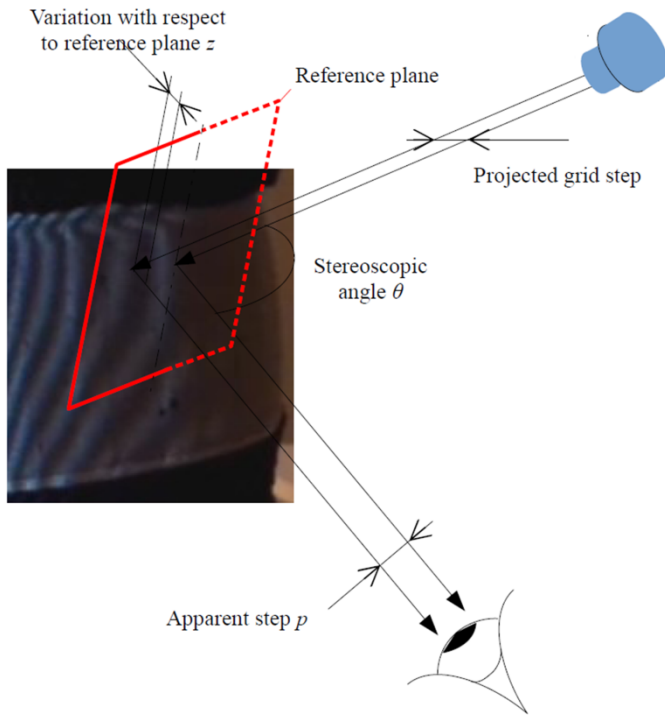 Variation with respect
to reference plane z
Reference plane
Projected grid step
Stereoscopic
angle θ
Apparent step p